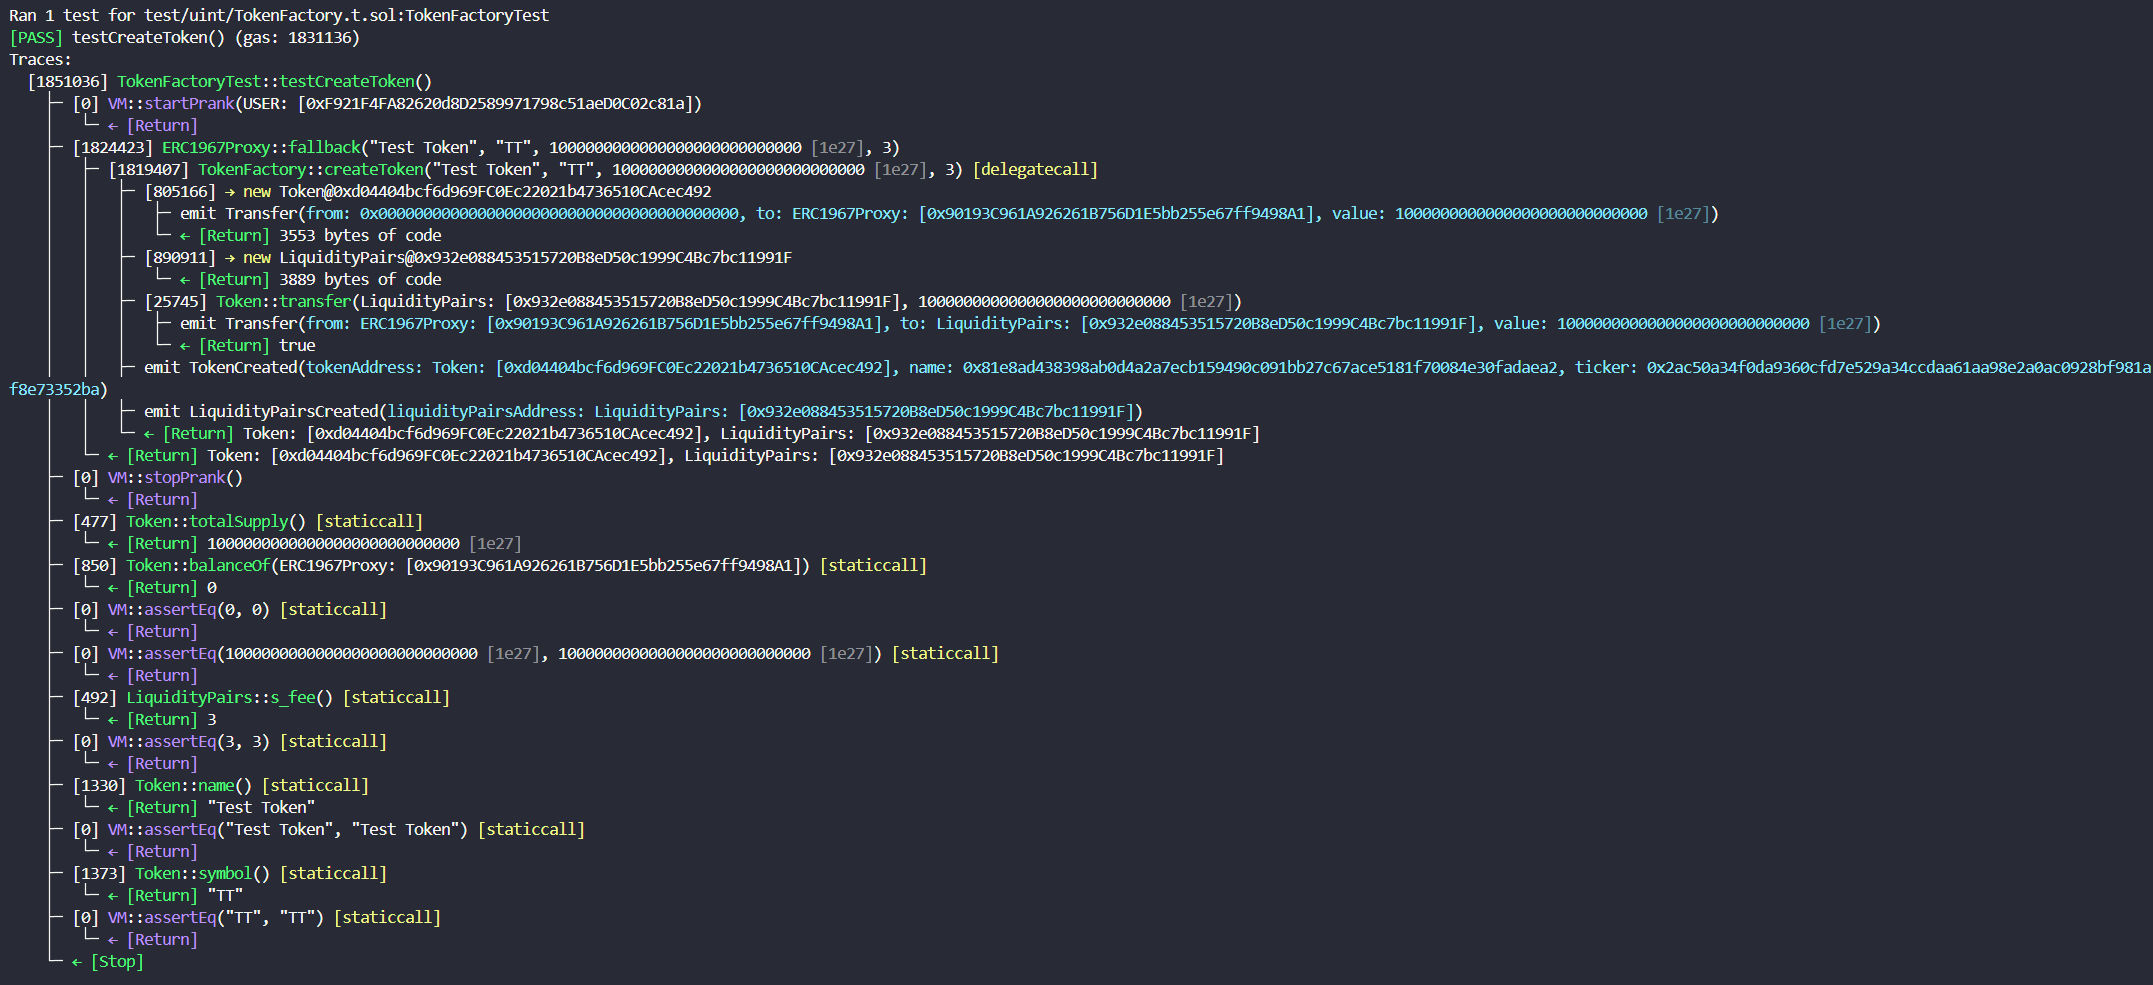 Ran 1 test for test/uint/TokenFactory.t.sol:TokenFactoryTest
[PASS] testCreateToken() (gas: 1831136)
Traces:
  [1851036] TokenFactoryTest::testCreateToken()
    ├─ [0] VM::startPrank(USER: [0xF921F4FA82620d8D2589971798c51aeD0C02c81a])
    │   └─ ← [Return]
    ├─ [1824423] ERC1967Proxy::fallback("Test Token", "TT", 1000000000000000000000000000 [1e27], 3)
    │   ├─ [1819407] TokenFactory::createToken("Test Token", "TT", 1000000000000000000000000000 [1e27], 3) [delegatecall]
    │   │   ├─ [805166] → new Token@0xd04404bcf6d969FC0Ec22021b4736510CAcec492
    │   │   │   ├─ emit Transfer(from: 0x0000000000000000000000000000000000000000, to: ERC1967Proxy: [0x90193C961A926261B756D1E5bb255e67ff9498A1], value: 1000000000000000000000000000 [1e27])
    │   │   │   └─ ← [Return] 3553 bytes of code
    │   │   ├─ [890911] → new LiquidityPairs@0x932e088453515720B8eD50c1999C4Bc7bc11991F
    │   │   │   └─ ← [Return] 3889 bytes of code
    │   │   ├─ [25745] Token::transfer(LiquidityPairs: [0x932e088453515720B8eD50c1999C4Bc7bc11991F], 1000000000000000000000000000 [1e27])
    │   │   │   ├─ emit Transfer(from: ERC1967Proxy: [0x90193C961A926261B756D1E5bb255e67ff9498A1], to: LiquidityPairs: [0x932e088453515720B8eD50c1999C4Bc7bc11991F], value: 1000000000000000000000000000 [1e27])
    │   │   │   └─ ← [Return] true
    │   │   ├─ emit TokenCreated(tokenAddress: Token: [0xd04404bcf6d969FC0Ec22021b4736510CAcec492], name: 0x81e8ad438398ab0d4a2a7ecb159490c091bb27c67ace5181f70084e30fadaea2, ticker: 0x2ac50a34f0da9360cfd7e529a34ccdaa61aa98e2a0ac0928bf981a
f8e73352ba)
    │   │   ├─ emit LiquidityPairsCreated(liquidityPairsAddress: LiquidityPairs: [0x932e088453515720B8eD50c1999C4Bc7bc11991F])
    │   │   └─ ← [Return] Token: [0xd04404bcf6d969FC0Ec22021b4736510CAcec492], LiquidityPairs: [0x932e088453515720B8eD50c1999C4Bc7bc11991F]
    │   └─ ← [Return] Token: [0xd04404bcf6d969FC0Ec22021b4736510CAcec492], LiquidityPairs: [0x932e088453515720B8eD50c1999C4Bc7bc11991F]
    ├─ [0] VM::stopPrank()
    │   └─ ← [Return]
    ├─ [477] Token::totalSupply() [staticcall]
    │   └─ ← [Return] 1000000000000000000000000000 [1e27]
    ├─ [850] Token::balanceOf(ERC1967Proxy: [0x90193C961A926261B756D1E5bb255e67ff9498A1]) [staticcall]
    │   └─ ← [Return] 0
    ├─ [0] VM::assertEq(0, 0) [staticcall]
    │   └─ ← [Return]
    ├─ [0] VM::assertEq(1000000000000000000000000000 [1e27], 1000000000000000000000000000 [1e27]) [staticcall]
    │   └─ ← [Return]
    ├─ [492] LiquidityPairs::s_fee() [staticcall]
    │   └─ ← [Return] 3
    ├─ [0] VM::assertEq(3, 3) [staticcall]
    │   └─ ← [Return]
    ├─ [1330] Token::name() [staticcall]
    │   └─ ← [Return] "Test Token"
    ├─ [0] VM::assertEq("Test Token", "Test Token") [staticcall]
    │   └─ ← [Return]
    ├─ [1373] Token::symbol() [staticcall]
    │   └─ ← [Return] "TT"
    ├─ [0] VM::assertEq("TT", "TT") [staticcall]
    │   └─ ← [Return]
    └─ ← [Stop]